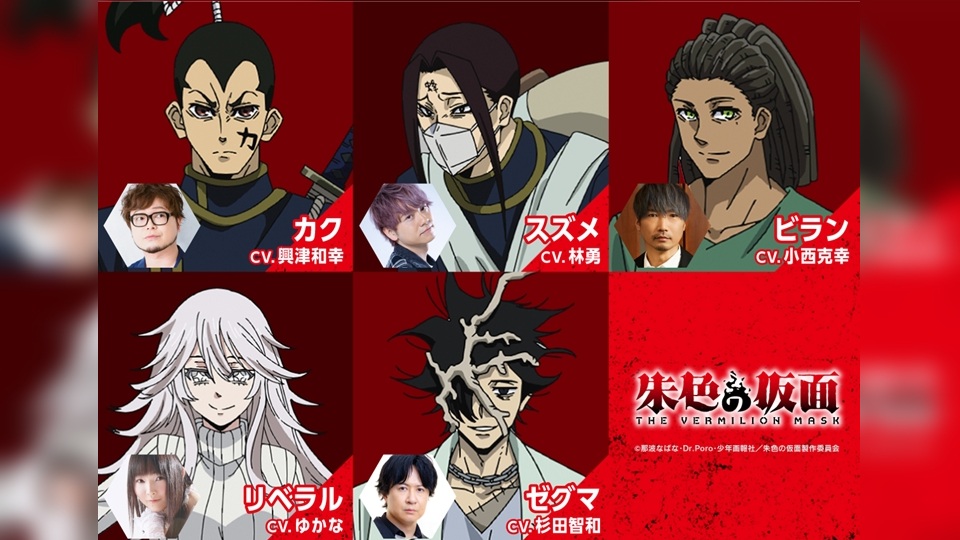 カ
カク
CV. 興津和幸
スズメ
CV. 林勇
ビラン
CV. 小西克幸
リベラル
CV. ゆかな
ゼグマ
CV. 杉田智和
朱色の仮面
THE VERMILION MASK
©那波なばな・Dr.Poro・少年画報社／朱色の仮面製作委員会